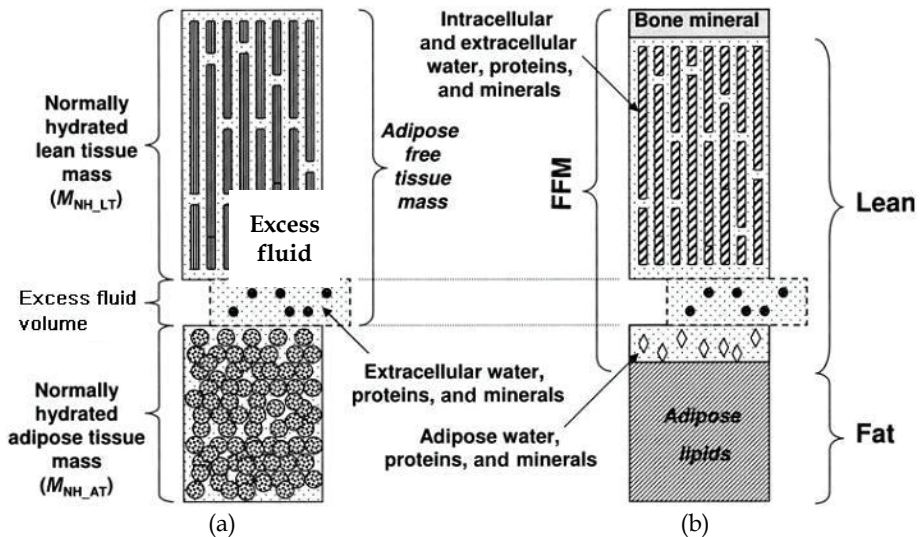 Normally
hydrated
lean tissue
mass
(M_NH_LT)
Excess fluid
volume
Normally
hydrated
adipose tissue
mass
(M_NH_AT)
Excess
fluid
Adipose
free
tissue
mass
Extracellular water,
proteins, and minerals
Adipose water,
proteins, and minerals
(a)
Intracellular
and extracellular
water, proteins,
and minerals
FFM
Bone mineral
Adipose
lipids
Lean
Fat
(b)